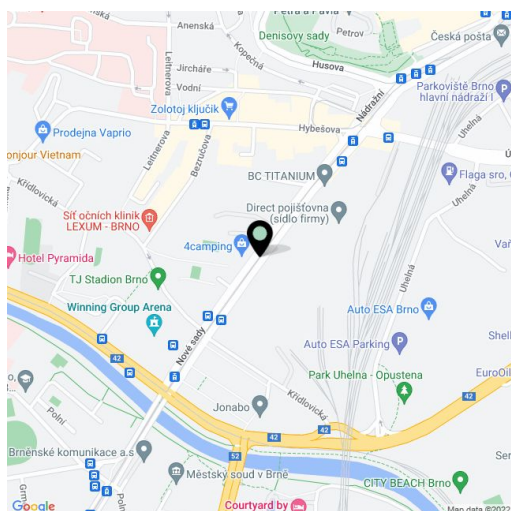 Petra a Pavla
Anenská
Denisovy sady
Petrov
Česká pošta
Kopečná
Leitnerova
Jircháře
Husova
Vodní
Nádražní
Parkoviště Brno
hlavní nádraží I
Zolotoj ključik
Uhelná
Prodejna Vaprio
Hybešova
Leitnerova
Bezručova
onjour Vietnam
BC TITANIUM
Flaga sro,
Křídlovická
Uhelná
Direct pojišťovna
(sídlo firmy)
Síť očních klinik
LEXUM - BRNO
4camping
Hotel Pyramida
TJ Stadion Brno
Uhelná
Winning Group Arena
Auto ESA Brno
Nové sady
Auto ESA Parking
Shell
42
EuroOil
Park Uhelna - Opustena
Křídlovická
Polní
Jonabo
42
42
Brněnské komunikace a.s
52
Městský soud v Brně
CITY BEACH Brno
Google
Courtyard by
Map data ©2022